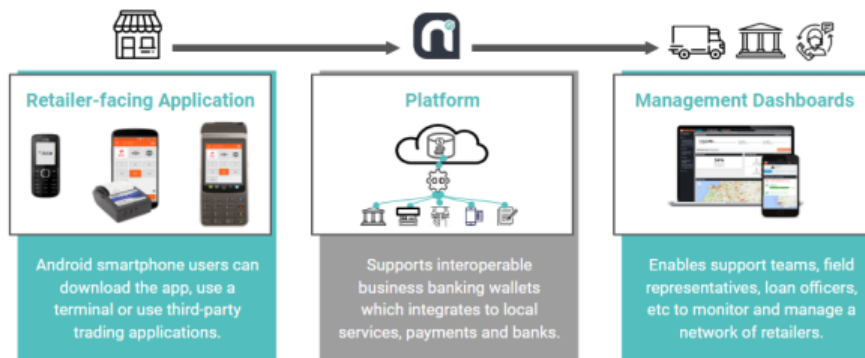 Retailer-facing Application
Platform
Management Dashboards
Android smartphone users can
download the app, use a
terminal or use third-party
trading applications.
Supports interoperable
business banking wallets
which integrates to local
services, payments and banks.
Enables support teams, field
representatives, loan officers,
etc to monitor and manage a
network of retailers.